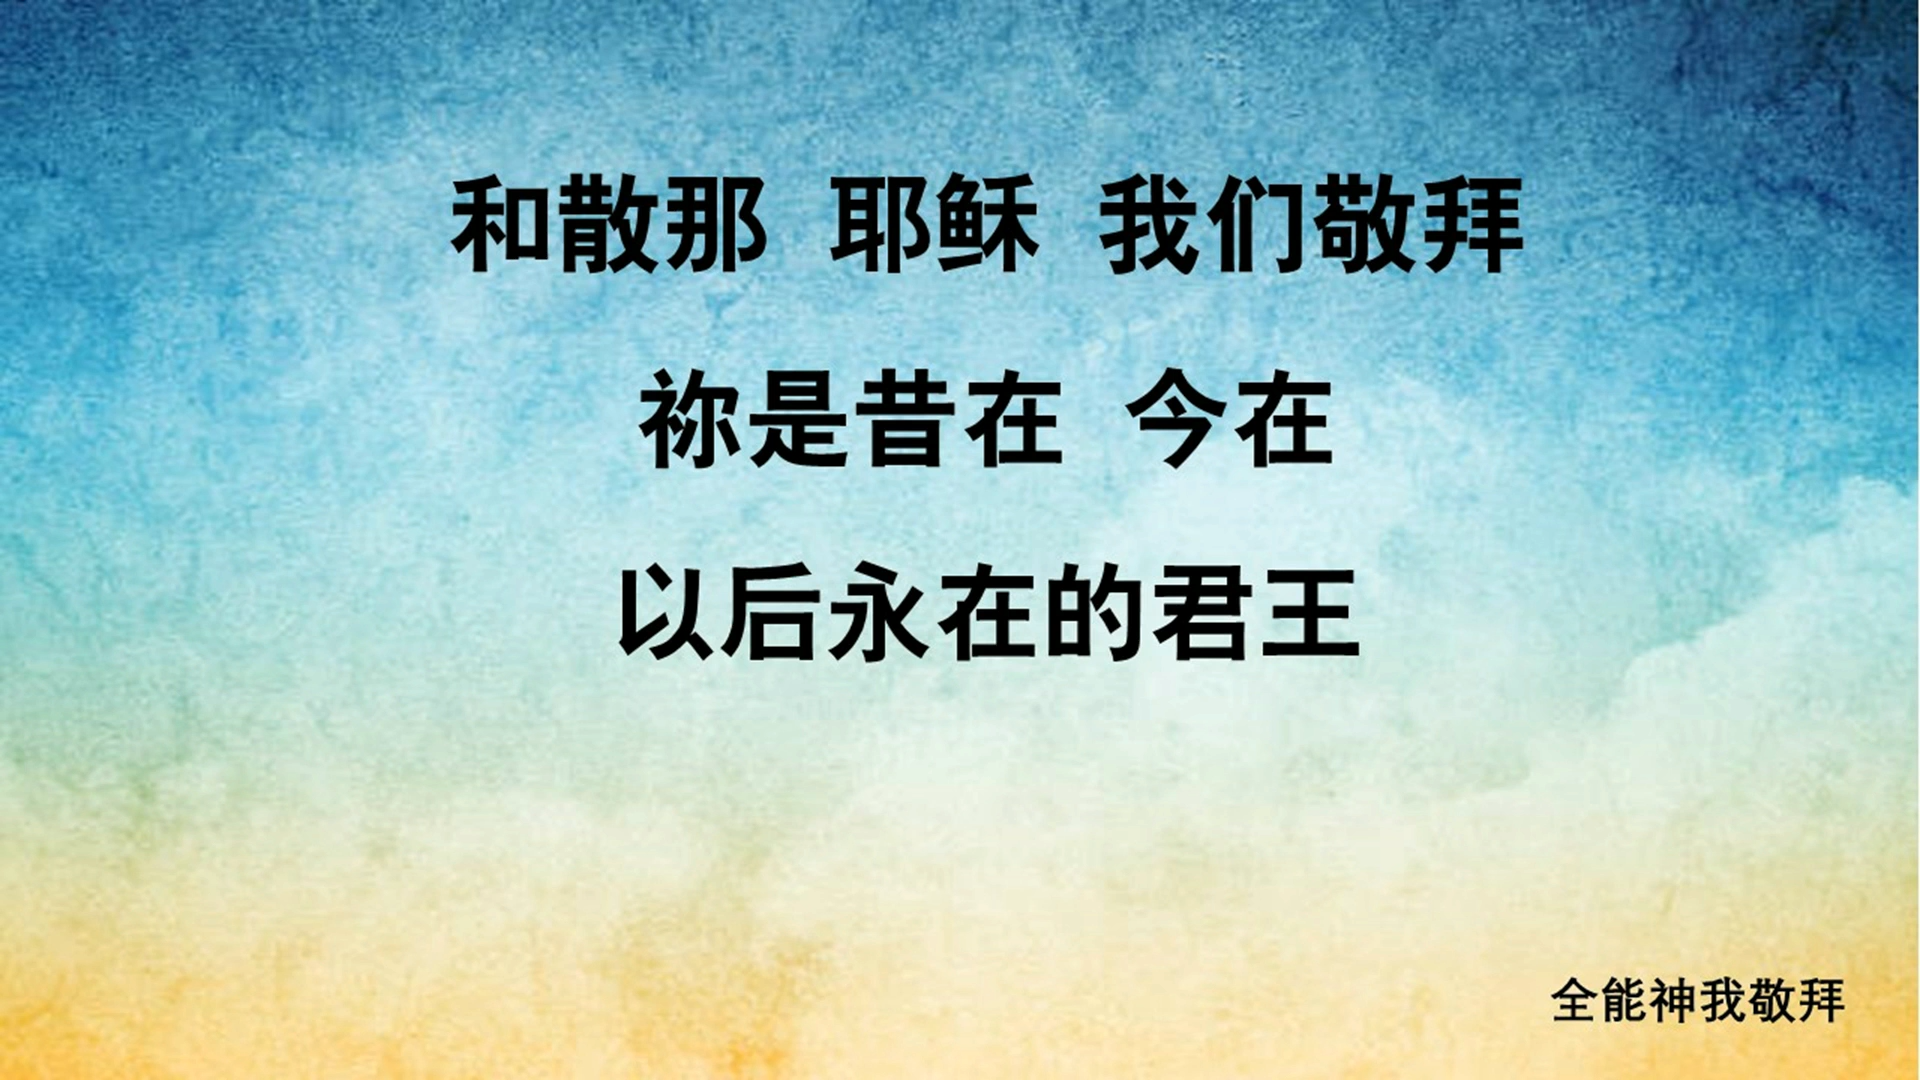 和散那 耶稣 我们敬拜
祢是昔在 今在
以后永在的君王
全能神我敬拜